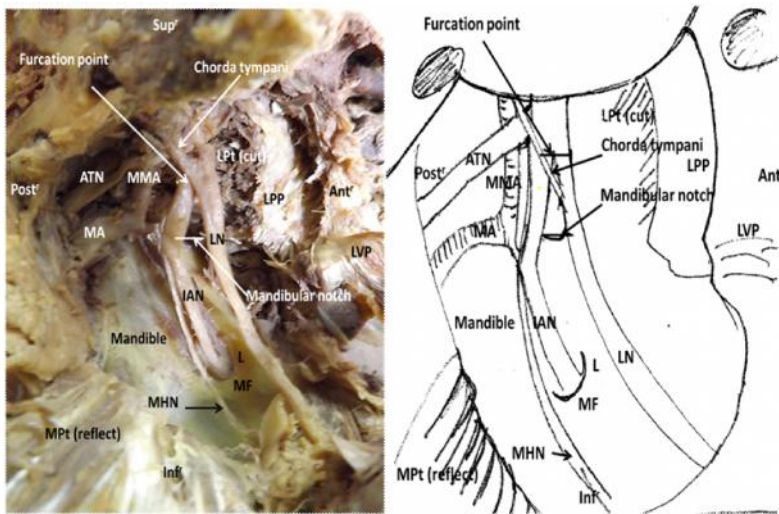 Supʳ
Furcation point
Chorda tympani
LPt (cut)
ATN
MMA
Postʳ
LPP
Antʳ
MA
LN
LVP
Mandibular notch
IAN
Mandible
L
MF
MHN
MPt (reflect)
Infʳ
Furcation point
LPt (cut)
Chorda tympani
Postʳ
ATN
LPP
MMA
Antʳ
Mandibular notch
MA
LVP
Mandible
IAN
L
LN
MF
MHN
MPt (reflect)
Infʳ